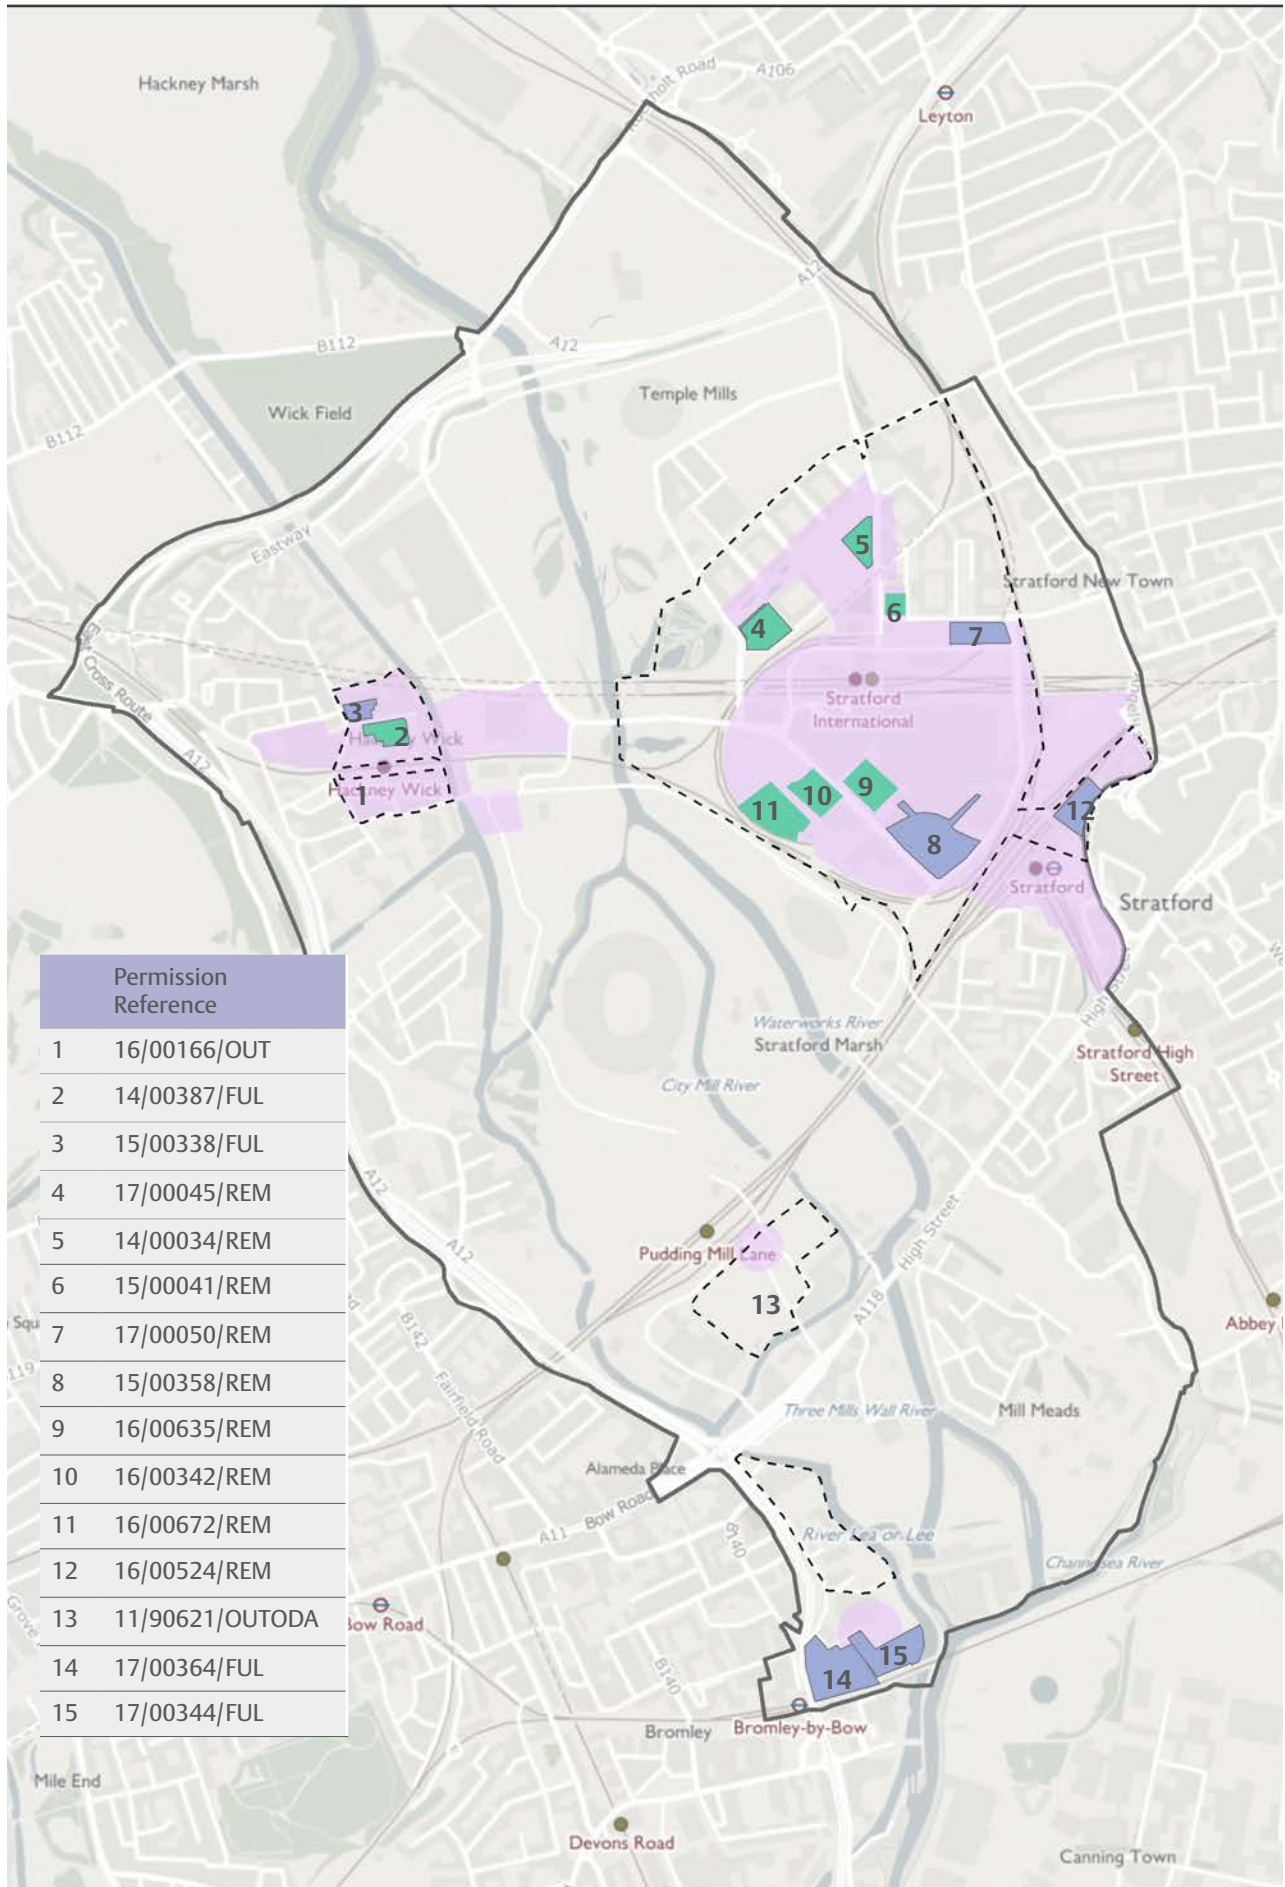 Hackney Marsh
A106
Leyton
A12
B112
A12
Temple Mills
Wick Field
B112
Eastway
5
Stratford New Town
6
4
7
Stratford
International
3
2
Hackney Wick
Cross Route
A12
Hackney Wick
1
9
10
11
12
8
Stratford
Stratford
High Street
Waterworks River
Stratford Marsh
Stratford High
Street
City Mill River
Permission
Reference
1 16/00166/OUT
2 14/00387/FUL
3 15/00338/FUL
4 17/00045/REM
5 14/00034/REM
6 15/00041/REM
7 17/00050/REM
8 15/00358/REM
9 16/00635/REM
10 16/00342/REM
11 16/00672/REM
12 16/00524/REM
13 11/90621/OUTODA
14 17/00364/FUL
15 17/00344/FUL
A12
A12
High Street
Pudding Mill Lane
13
A118
Abbey
B142
Fairfield Road
Three Mills Wall River
Mill Meads
Alameda Place
Bow Road
A11
B140
River Lea or Lee
Channelsea River
Bow Road
15
14
B140
Bromley
Bromley-by-Bow
Mile End
Devons Road
Canning Town